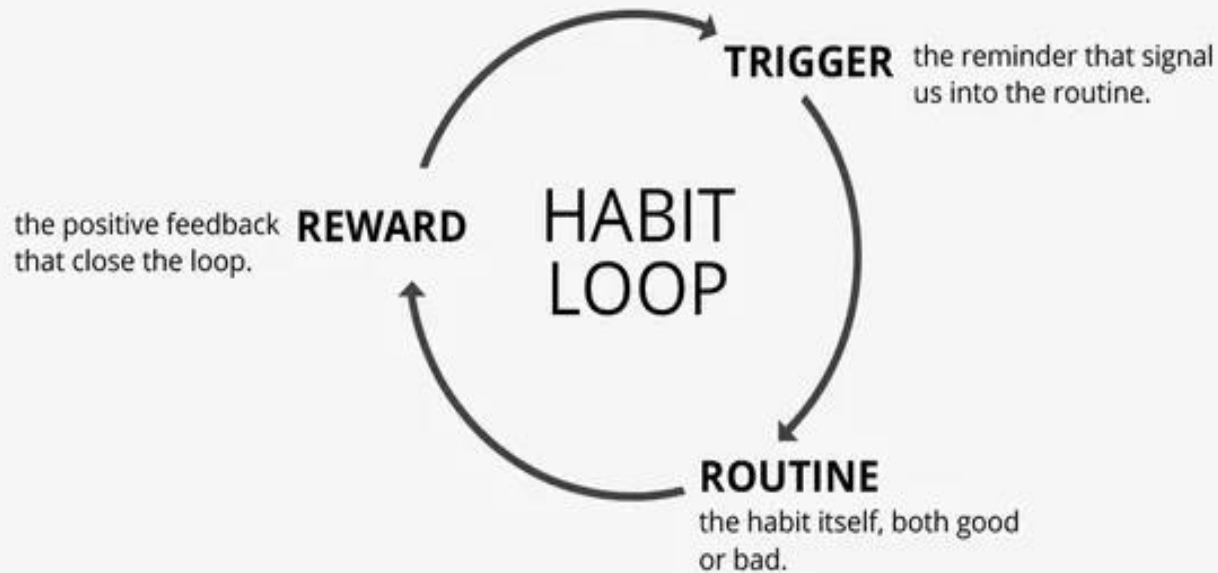 TRIGGER
the reminder that signal
us into the routine.
HABIT
LOOP
the positive feedback
that close the loop.
REWARD
ROUTINE
the habit itself, both good
or bad.